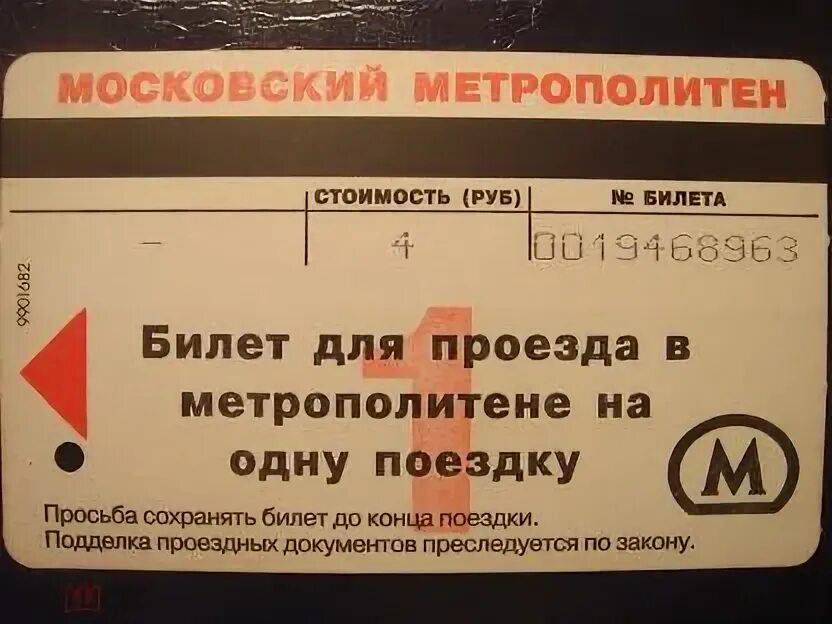 МОСКОВСКИЙ МЕТРОПОЛИТЕН
СТОИМОСТЬ (РУБ) № БИЛЕТА
– 4 0019468963
9901682
1
Билет для проезда в
метрополитене на
одну поездку
М
Просьба сохранять билет до конца поездки.
Подделка проездных документов преследуется по закону.